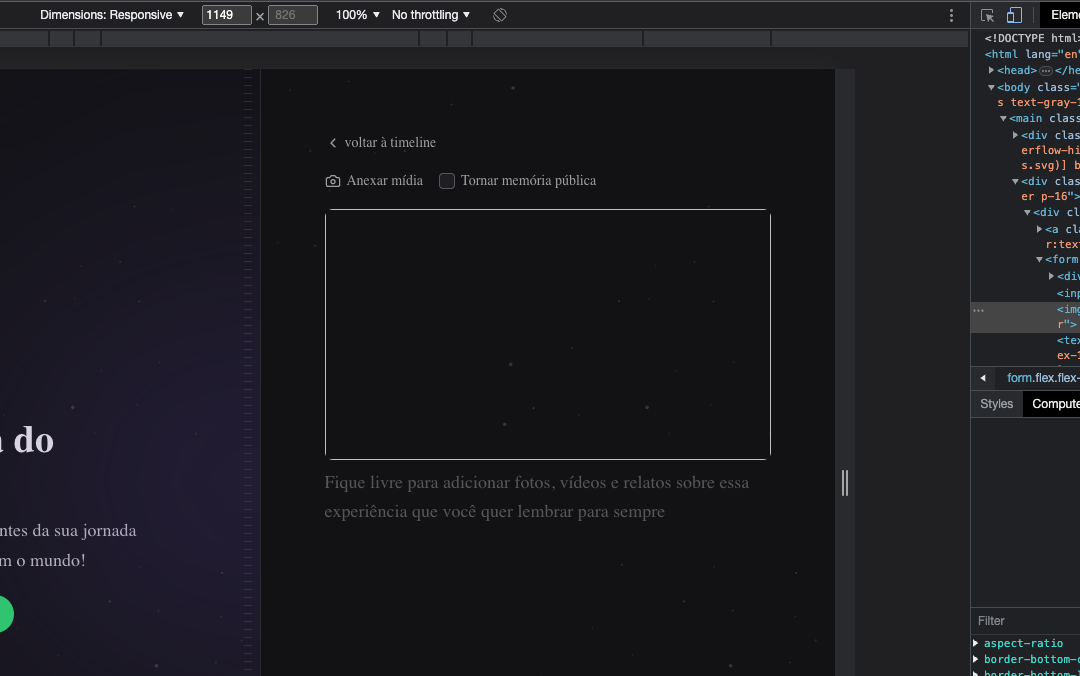 Dimensions: Responsive ▼ 1149 × 826 100% ▼ No throttling ▼
Eleme
<!DOCTYPE html>
<html lang="en"
▶<head> ⋯ </he
▼<body class="
s text-gray-1
▼<main class
▶<div clas
erflow-hi
s.svg)] b
▼<div clas
er p-16">
▼<div cl
▶<a cla
r:text
▼<form
▶<div
<inp
<img
r">
<tex
ex-1
form.flex.flex-
Styles Compute
Filter
aspect-ratio
border-bottom-c
border-bottom-l
voltar à timeline
Anexar mídia Tornar memória pública
Fique livre para adicionar fotos, vídeos e relatos sobre essa
experiência que você quer lembrar para sempre
do
ntes da sua jornada
m o mundo!